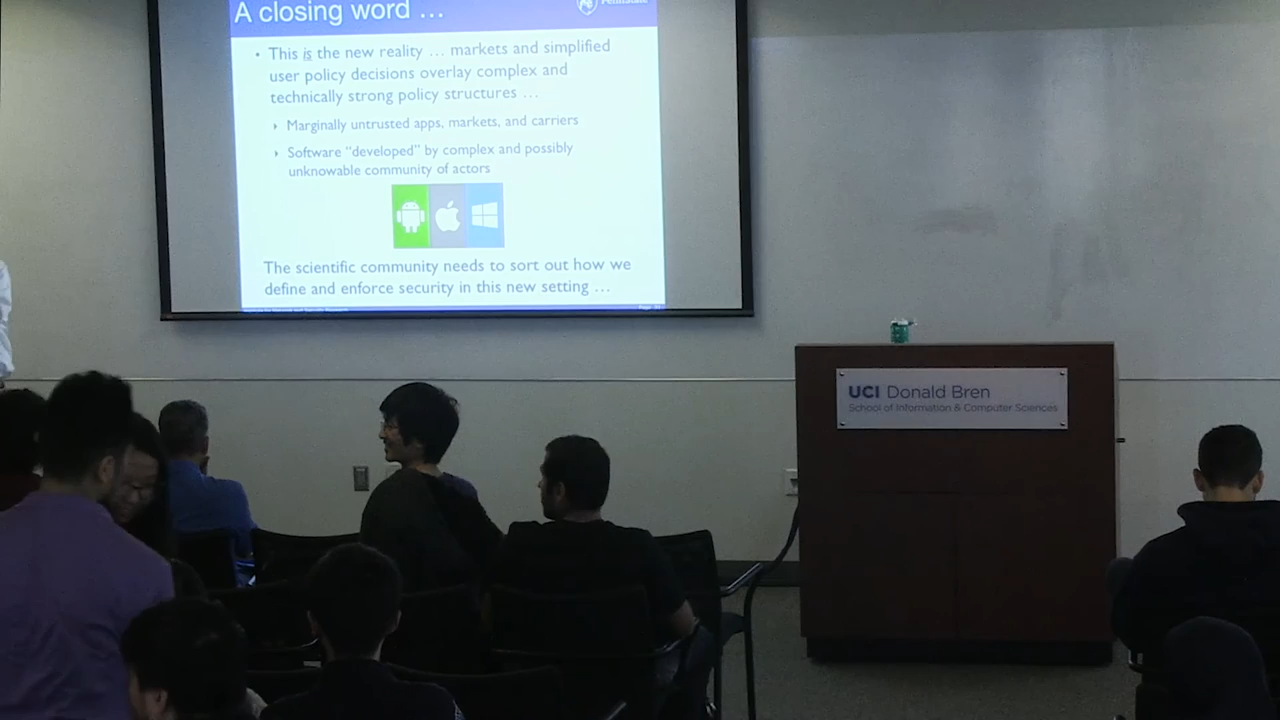 A closing word …
PennState
• This is the new reality … markets and simplified
user policy decisions overlay complex and
technically strong policy structures …
Marginally untrusted apps, markets, and carriers
Software “developed” by complex and possibly
unknowable community of actors
The scientific community needs to sort out how we
define and enforce security in this new setting …
Page
UCI Donald Bren
School of Information & Computer Sciences